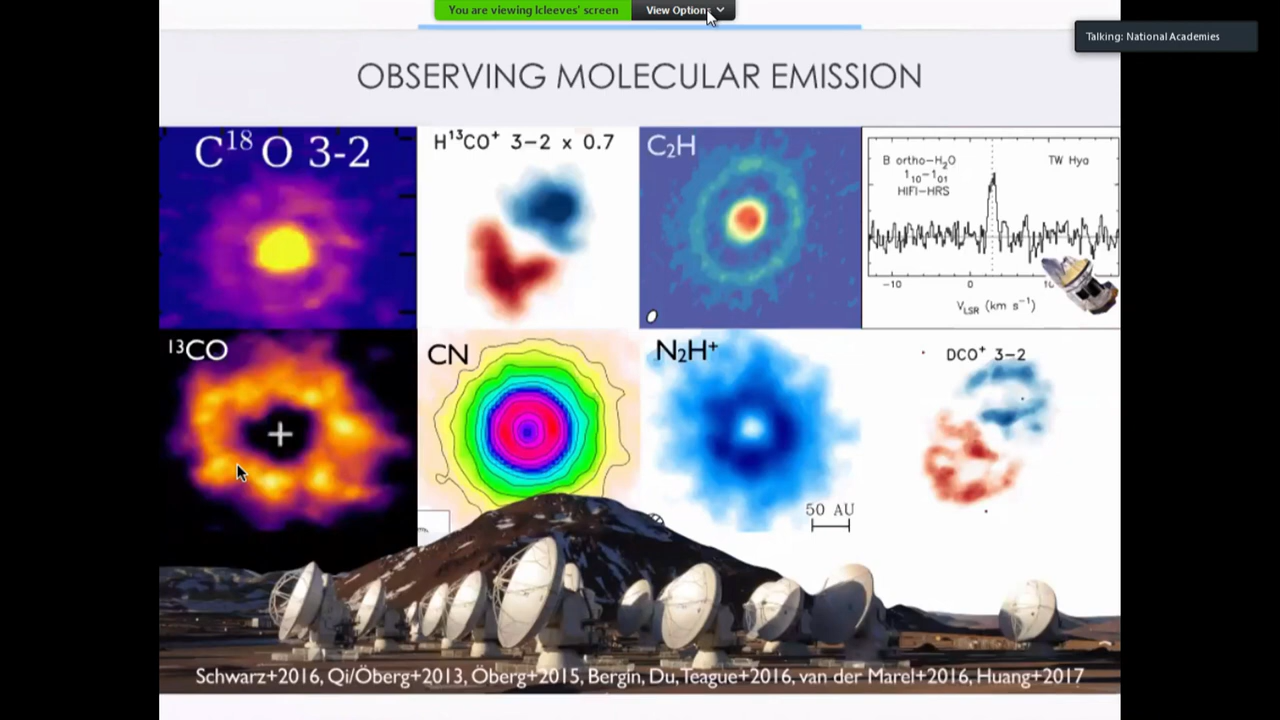 You are viewing lcleeves' screen
View Options
Talking: National Academies
OBSERVING MOLECULAR EMISSION
C¹⁸O 3-2
H¹³CO⁺ 3-2 x 0.7
C₂H
B ortho-H₂O
1₁₀-1₀₁
HIFI-HRS
TW Hya
-10 0 10
V_LSR (km s⁻¹)
¹³CO
CN
N₂H⁺
DCO⁺ 3-2
50 AU
Schwarz+2016, Qi/Öberg+2013, Öberg+2015, Bergin, Du, Teague+2016, van der Marel+2016, Huang+2017